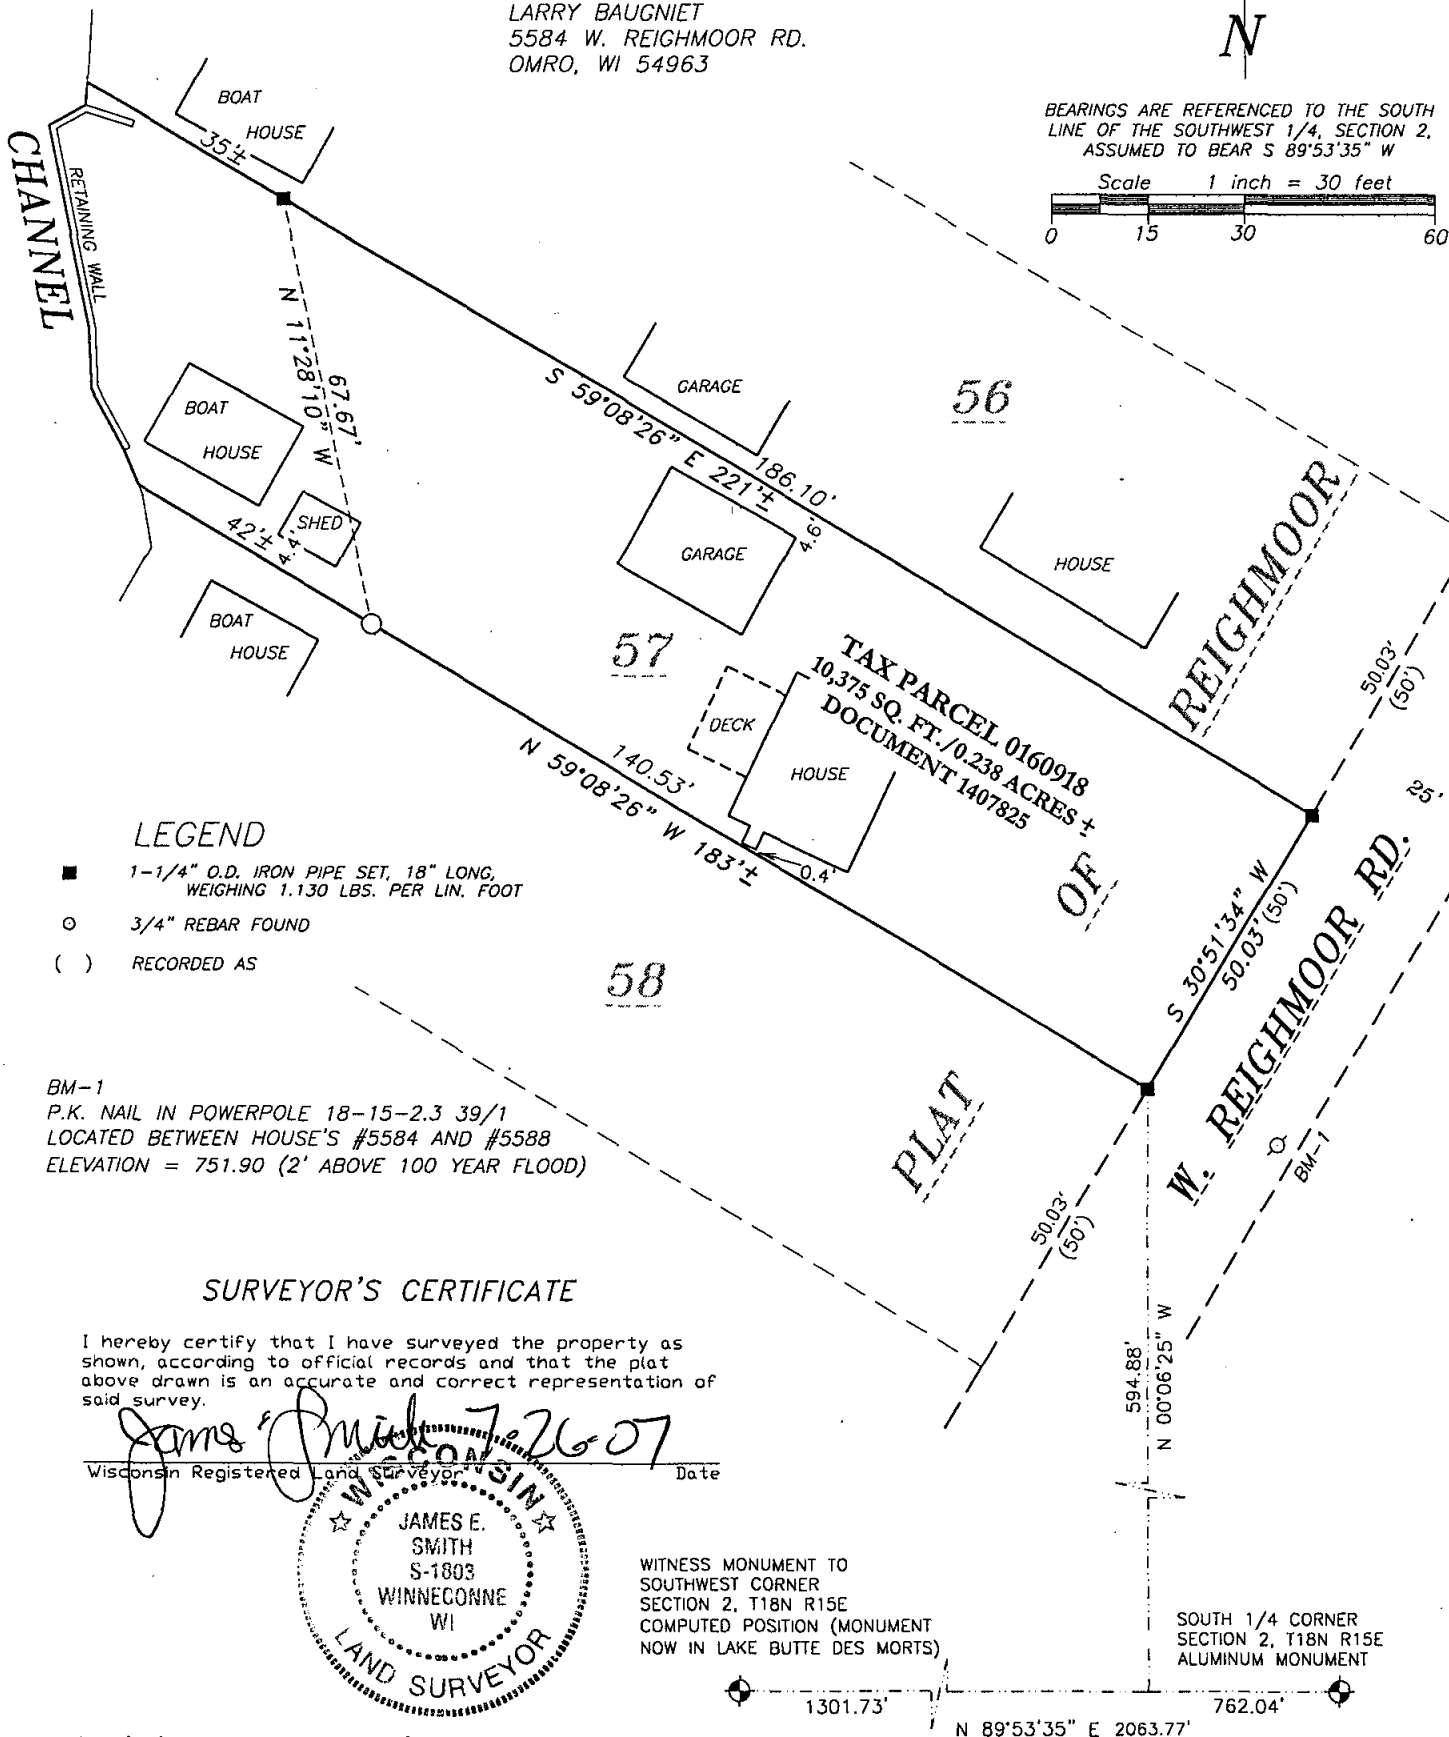 LARRY BAUGNIET
5584 W. REIGHMOOR RD.
OMRO, WI 54963
N
BEARINGS ARE REFERENCED TO THE SOUTH
LINE OF THE SOUTHWEST 1/4, SECTION 2,
ASSUMED TO BEAR S 89°53'35" W
Scale 1 inch = 30 feet
0 15 30 60
BOAT
HOUSE
35'±
CHANNEL
RETAINING WALL
N 11°28'10" W
67.67'
BOAT
HOUSE
SHED
42'±
4.4'
BOAT
HOUSE
GARAGE
S 59°08'26" E 221'±
186.10'
56
GARAGE
4.6'
HOUSE
REIGHMOOR
57
TAX PARCEL 0160918
10,375 SQ. FT./0.238 ACRES ±
DOCUMENT 1407825
DECK
HOUSE
140.53'
N 59°08'26" W 183'±
0.4'
50.03'
(50')
25'
OF
S 30°51'34" W
50.03' (50')
W. REIGHMOOR RD.
LEGEND
1-1/4" O.D. IRON PIPE SET, 18" LONG,
WEIGHING 1.130 LBS. PER LIN. FOOT
3/4" REBAR FOUND
( ) RECORDED AS
58
PLAT
BM-1
P.K. NAIL IN POWERPOLE 18-15-2.3 39/1
LOCATED BETWEEN HOUSE'S #5584 AND #5588
ELEVATION = 751.90 (2' ABOVE 100 YEAR FLOOD)
BM-1
50.03'
(50')
594.88'
N 00°06'25" W
SURVEYOR'S CERTIFICATE
I hereby certify that I have surveyed the property as
shown, according to official records and that the plat
above drawn is an accurate and correct representation of
said survey.
James E Smith 7-26-07
Wisconsin Registered Land Surveyor Date
WISCONSIN
JAMES E.
SMITH
S-1803
WINNECONNE
WI
LAND SURVEYOR
WITNESS MONUMENT TO
SOUTHWEST CORNER
SECTION 2, T18N R15E
COMPUTED POSITION (MONUMENT
NOW IN LAKE BUTTE DES MORTS)
SOUTH 1/4 CORNER
SECTION 2, T18N R15E
ALUMINUM MONUMENT
1301.73' 762.04'
N 89°53'35" E 2063.77'